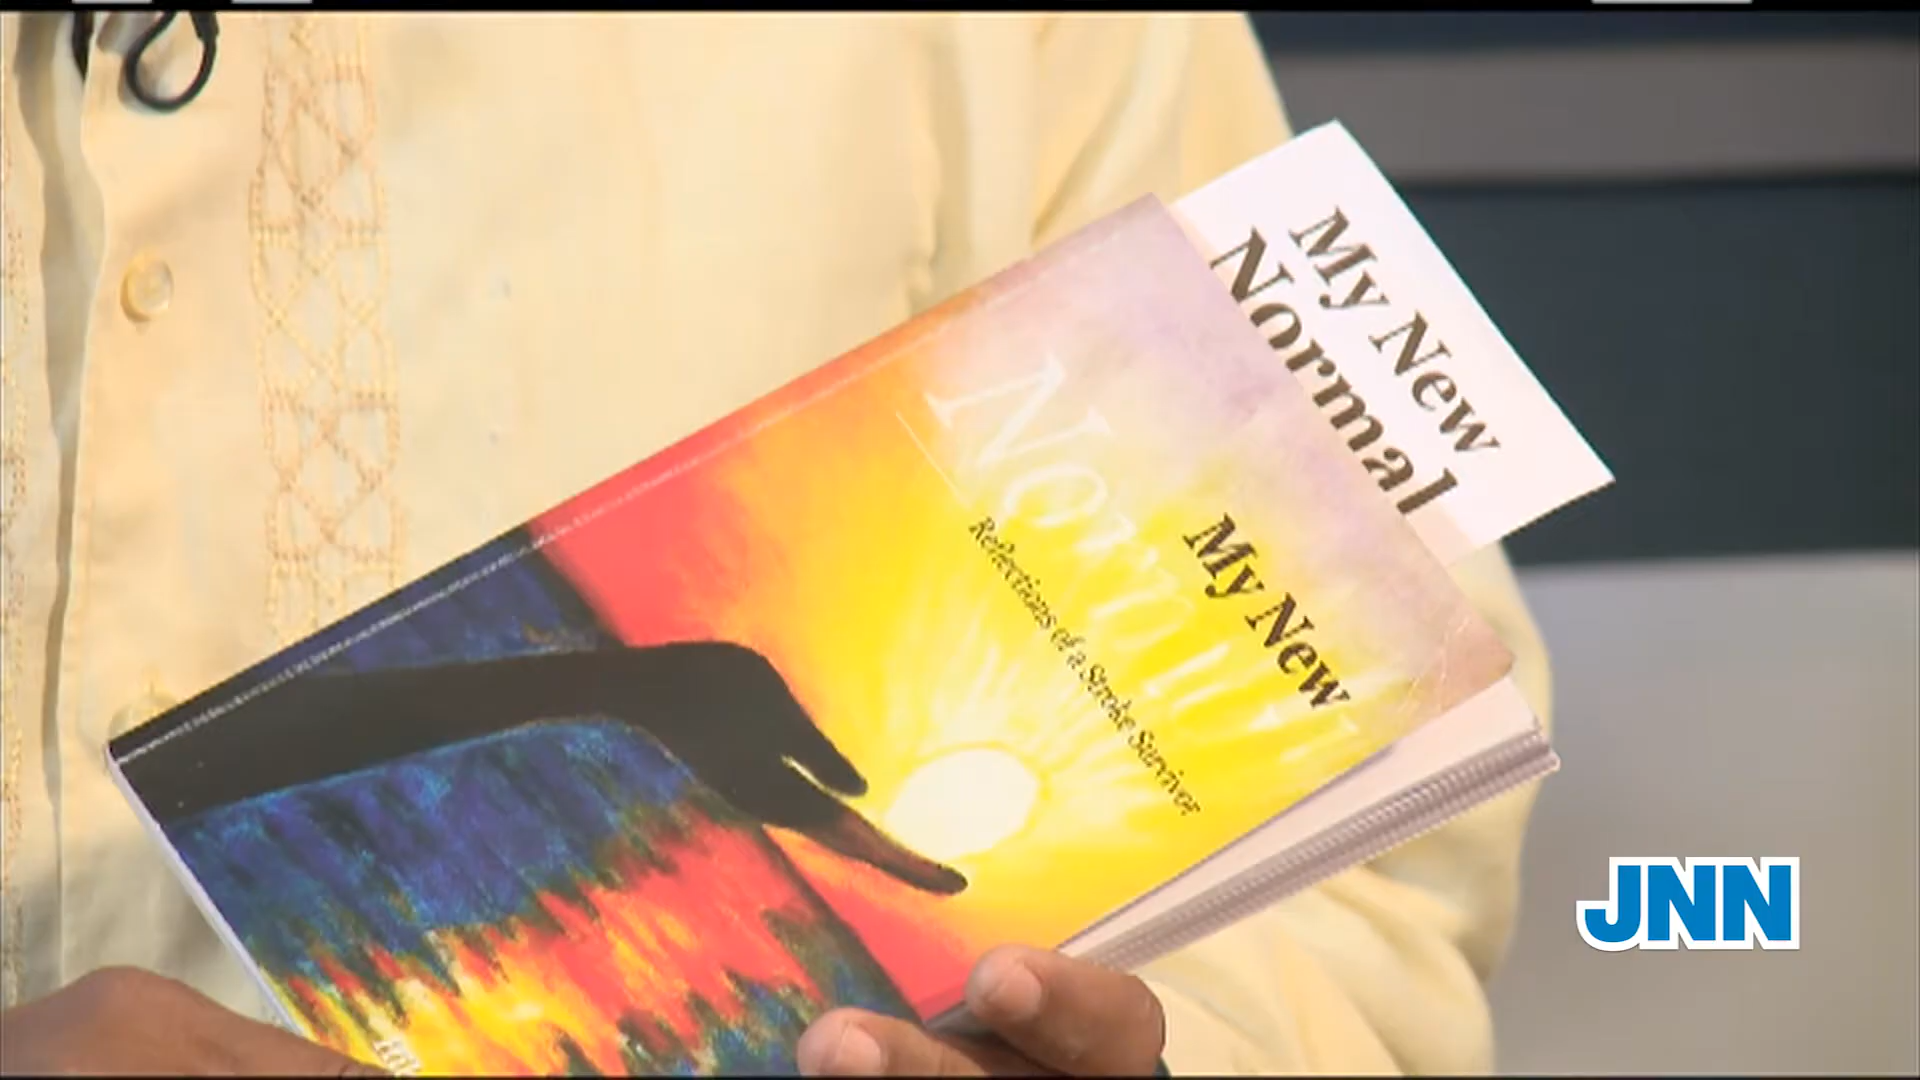 My New
Normal
My New
Normal
Reflections of a Stroke Survivor
JNN